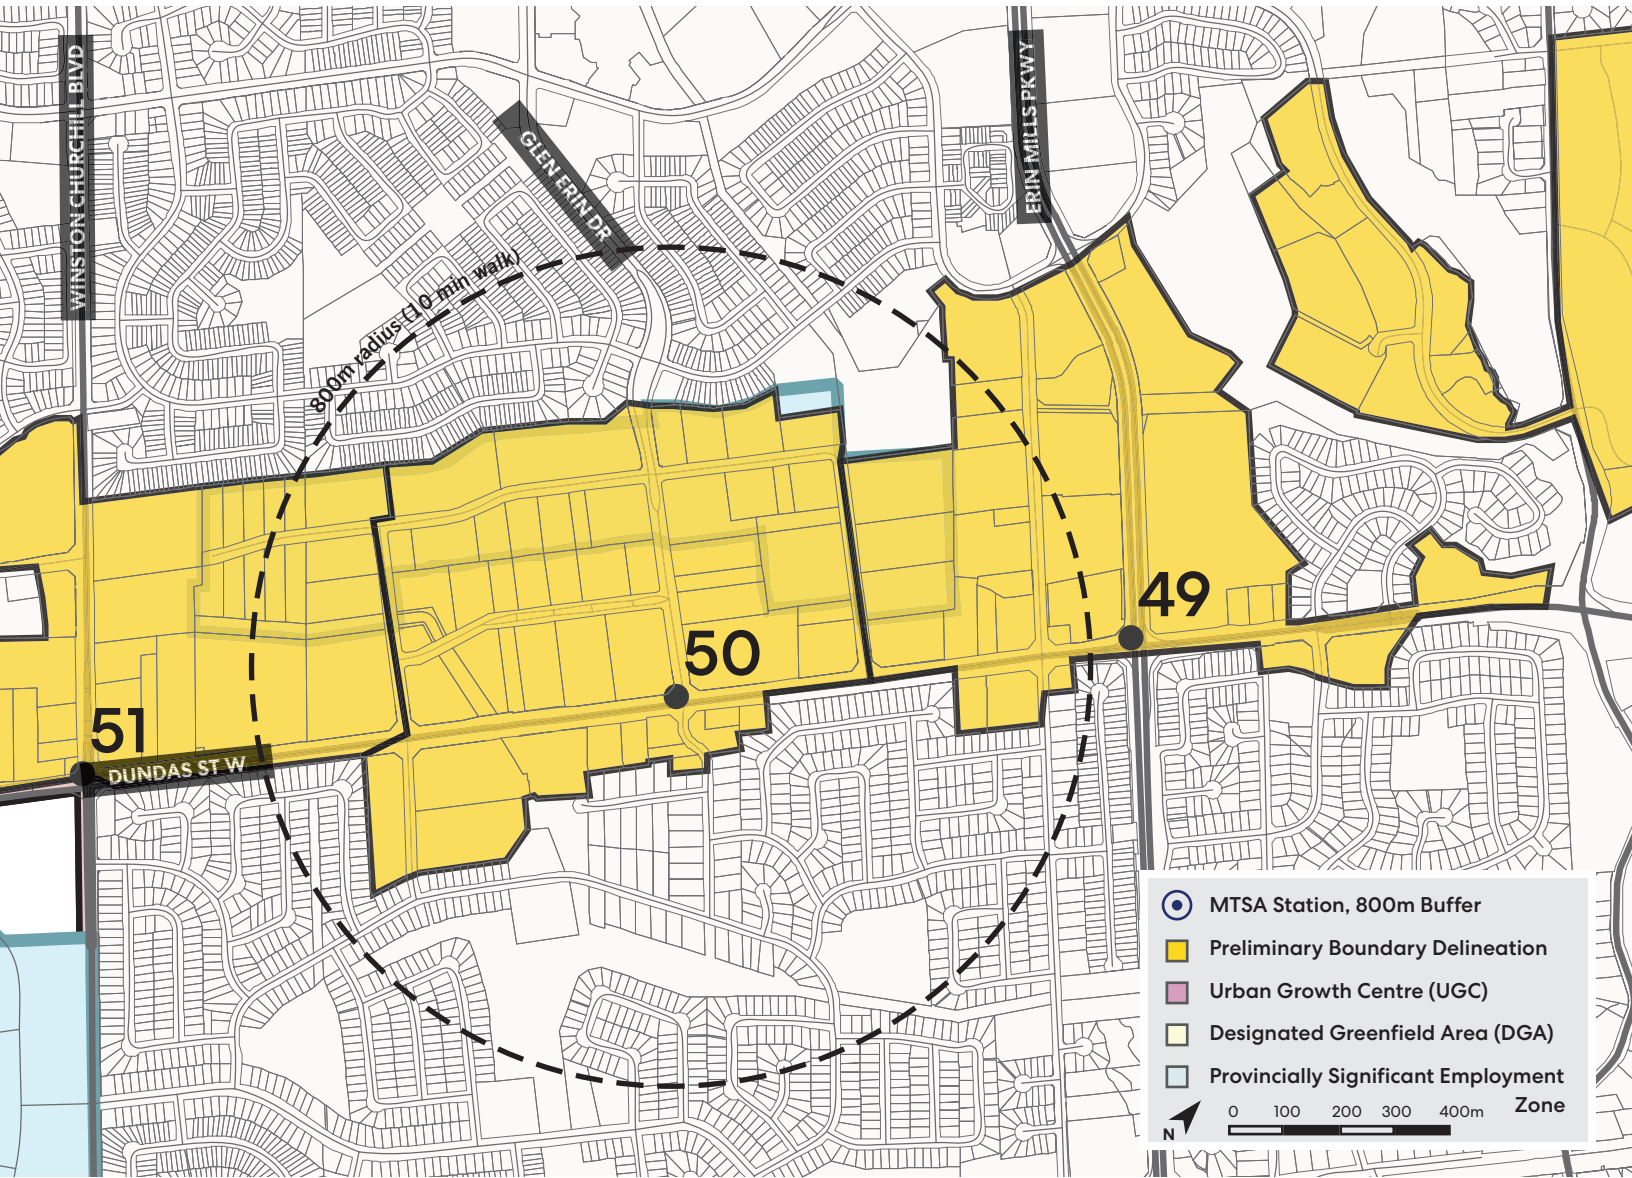 WINSTON CHURCHILL BLVD
GLEN ERIN DR
ERIN MILLS PKWY
800m radius (10 min walk)
49
50
51
DUNDAS ST W
MTSA Station, 800m Buffer
Preliminary Boundary Delineation
Urban Growth Centre (UGC)
Designated Greenfield Area (DGA)
Provincially Significant Employment
Zone
N
0 100 200 300 400m